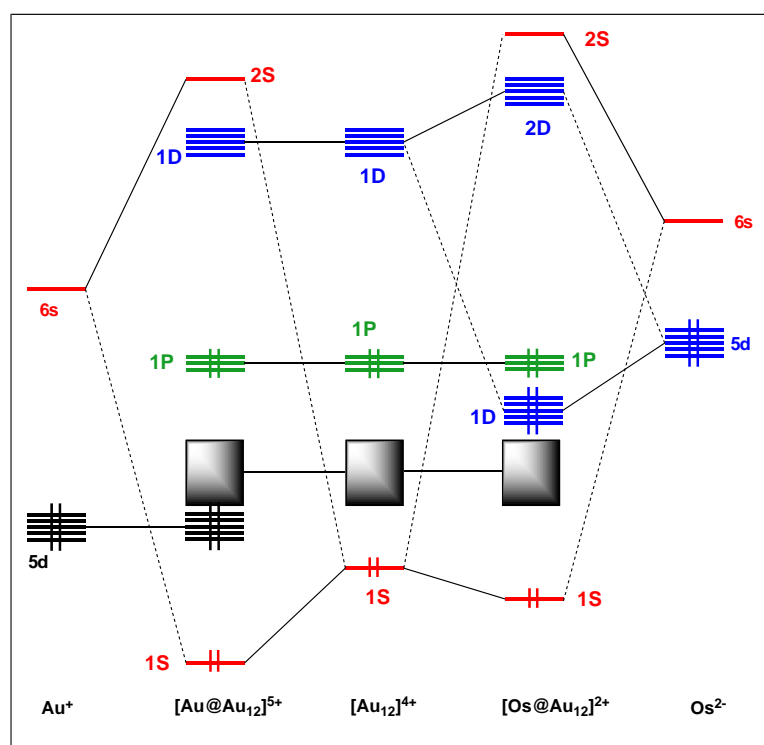 2S
2S
2D
1D
1D
6s
6s
1P
1P
1P
5d
1D
5d
1S
1S
1S
Au⁺
[Au@Au₁₂]⁵⁺
[Au₁₂]⁴⁺
[Os@Au₁₂]²⁺
Os²⁻